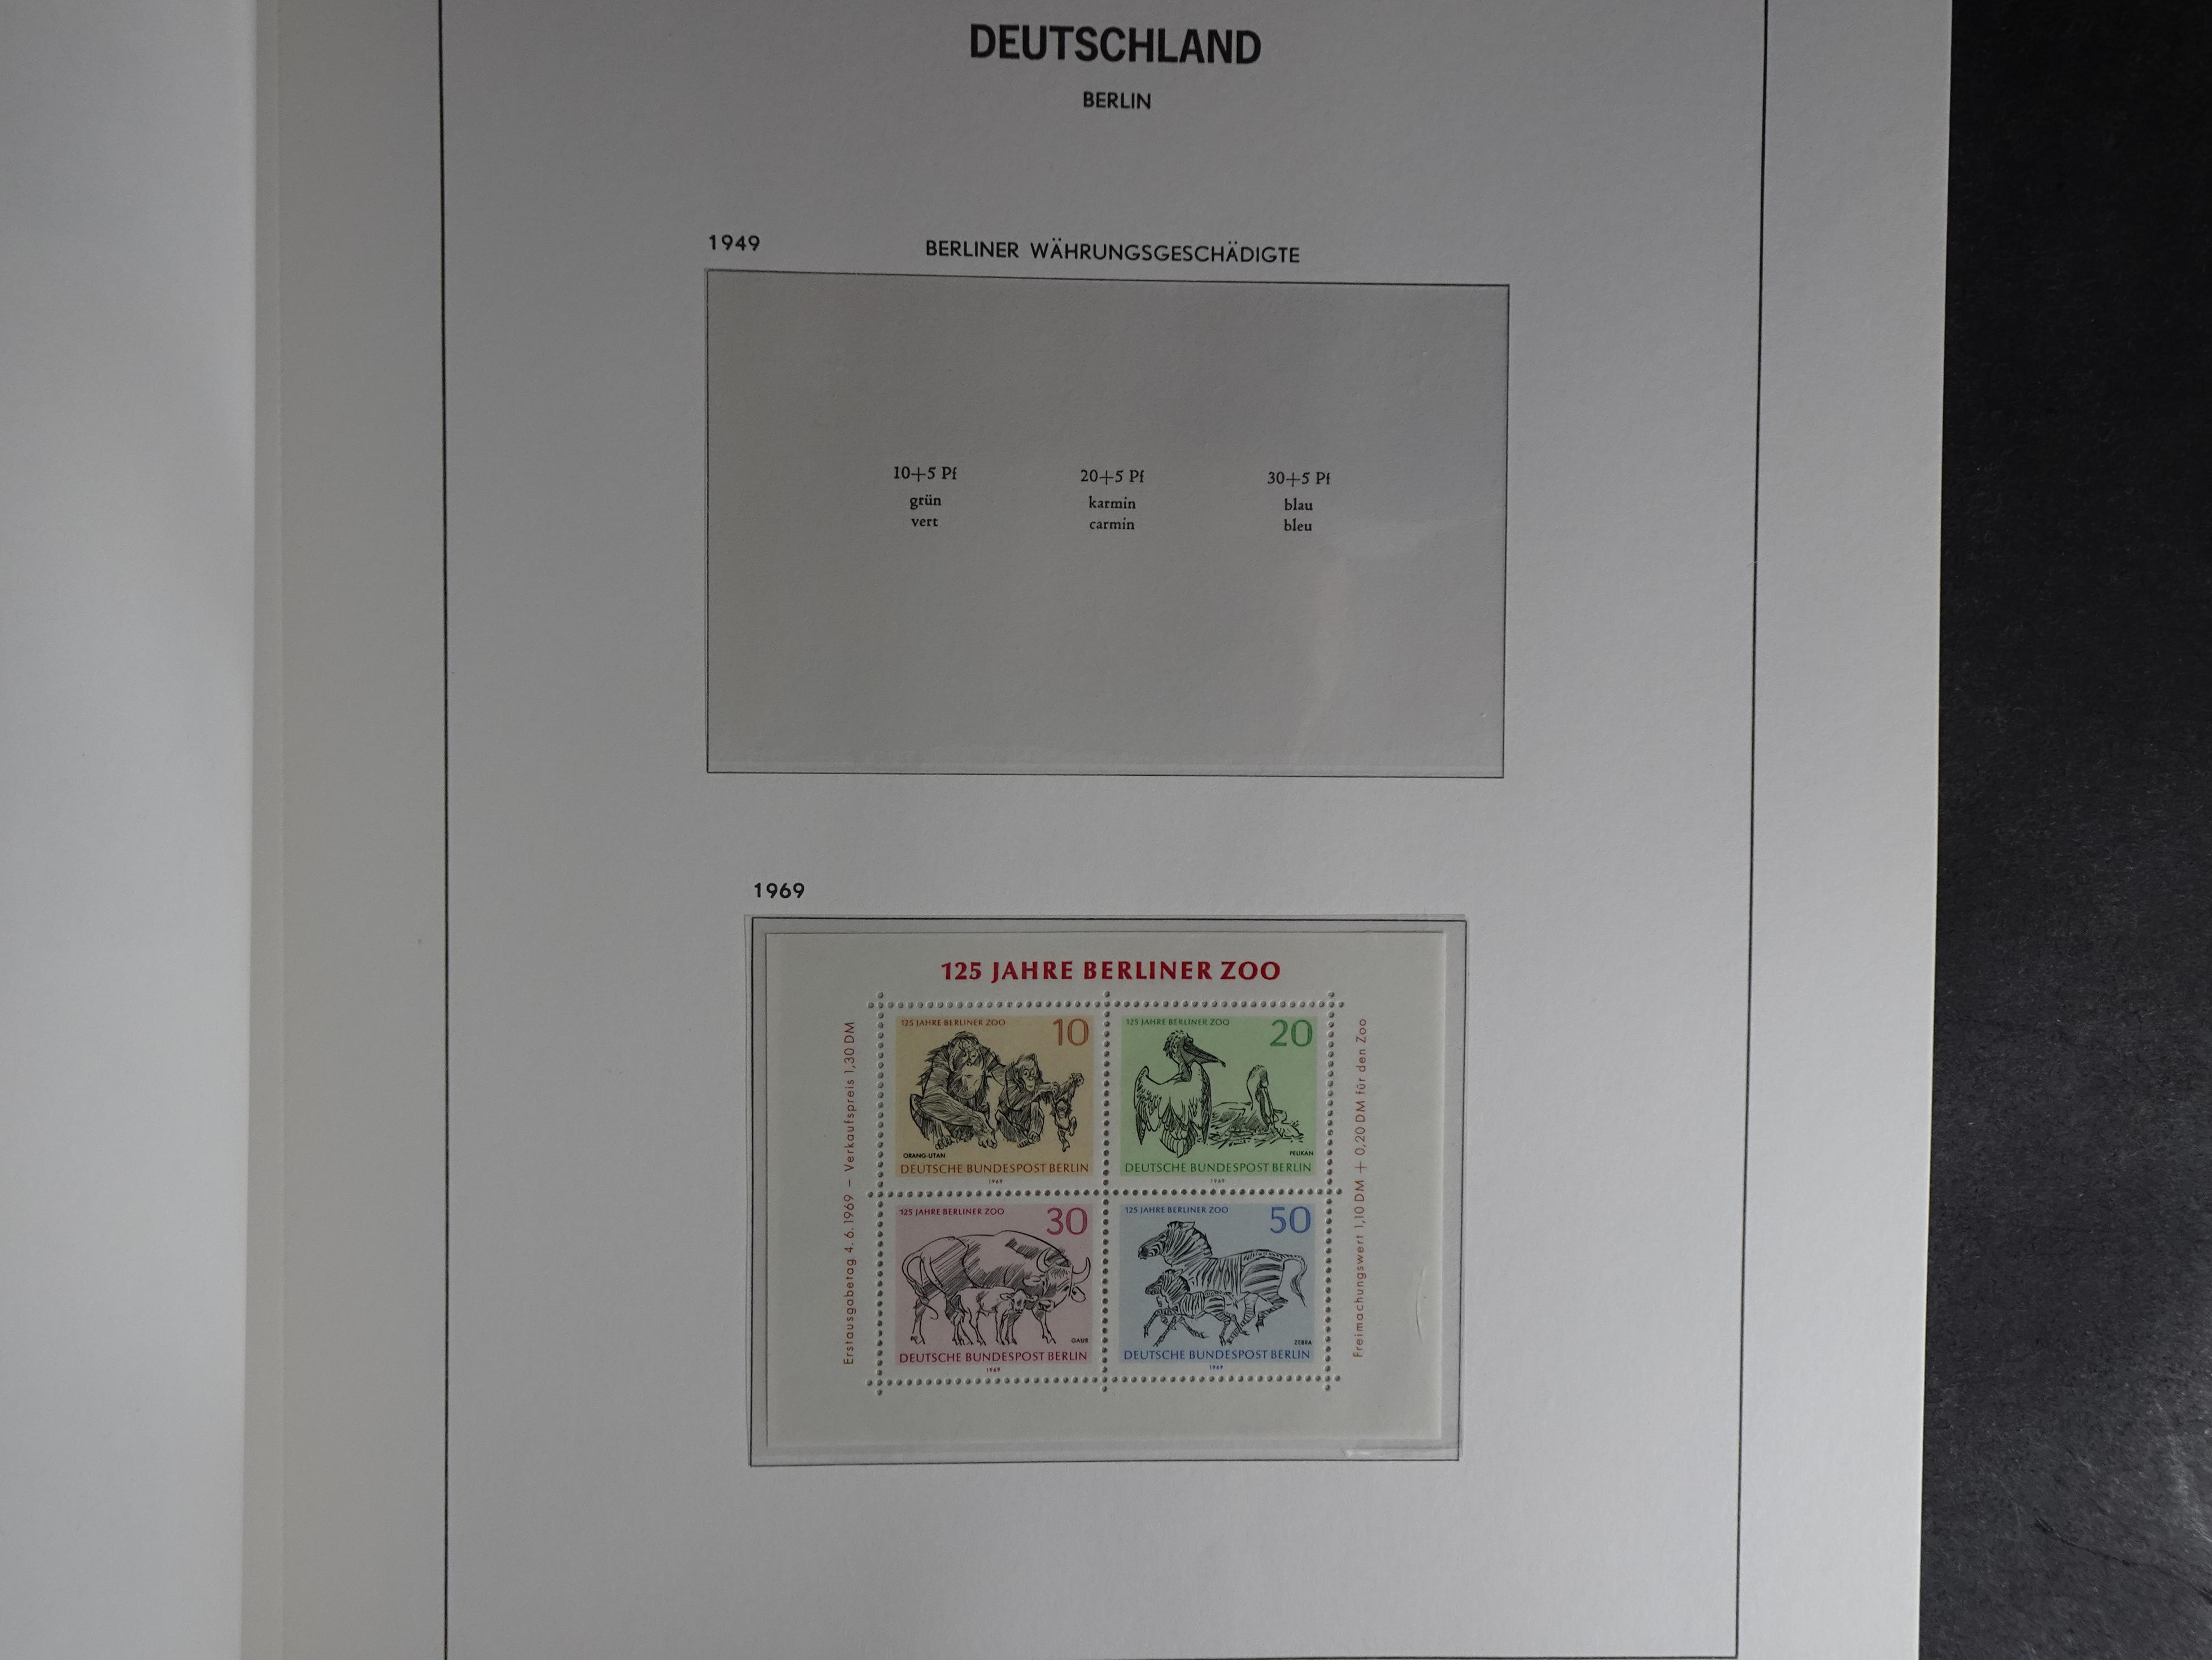 DEUTSCHLAND
BERLIN
1949
BERLINER WÄHRUNGSGESCHÄDIGTE
10+5 Pf
grün
vert
20+5 Pf
karmin
carmin
30+5 Pf
blau
bleu
1969
125 JAHRE BERLINER ZOO
Erstausgabetag 4. 6. 1969 – Verkaufspreis 1,30 DM
125 JAHRE BERLINER ZOO
10
ORANG-UTAN
DEUTSCHE BUNDESPOST BERLIN
1969
125 JAHRE BERLINER ZOO
20
PELIKAN
DEUTSCHE BUNDESPOST BERLIN
1969
125 JAHRE BERLINER ZOO
30
GAUR
DEUTSCHE BUNDESPOST BERLIN
1969
125 JAHRE BERLINER ZOO
50
ZEBRA
DEUTSCHE BUNDESPOST BERLIN
1969
Freimachungswert 1,10 DM + 0,20 DM für den Zoo